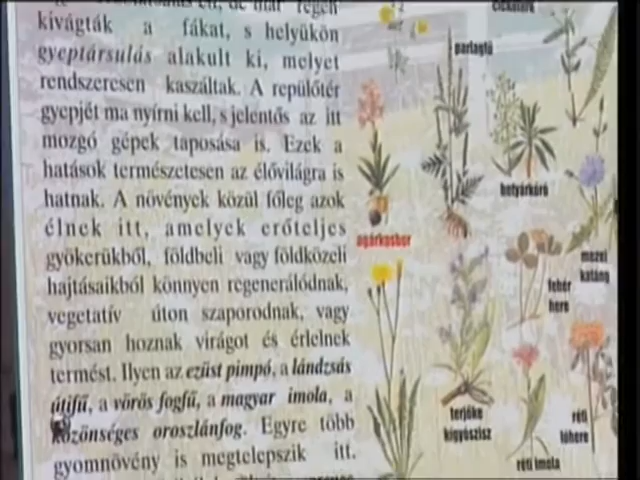 régen
kivágták a fákat, s helyükön
gyeptársulás alakult ki, melyet
rendszeresen kaszáltak. A repülőtér
gyepjét ma nyírni kell, s jelentős az itt
mozgó gépek taposása is. Ezek a
hatások természetesen az élővilágra is
hatnak. A növények közül főleg azok
élnek itt, amelyek erőteljes
gyökerükből, földbeli vagy földközeli
hajtásaikból könnyen regenerálódnak,
vegetatív úton szaporodnak, vagy
gyorsan hoznak virágot és érlelnek
termést. Ilyen az ezüst pimpó, a lándzsás
útifű, a vörös fogfű, a magyar imola, a
közönséges oroszlánfog. Egyre több
gyomnövény is megtelepszik itt.
parlagfű
betyárkóró
agárkosbor
mezei
katáng
fehér
here
terjőke
kígyószisz
réti
lóhere
réti imola